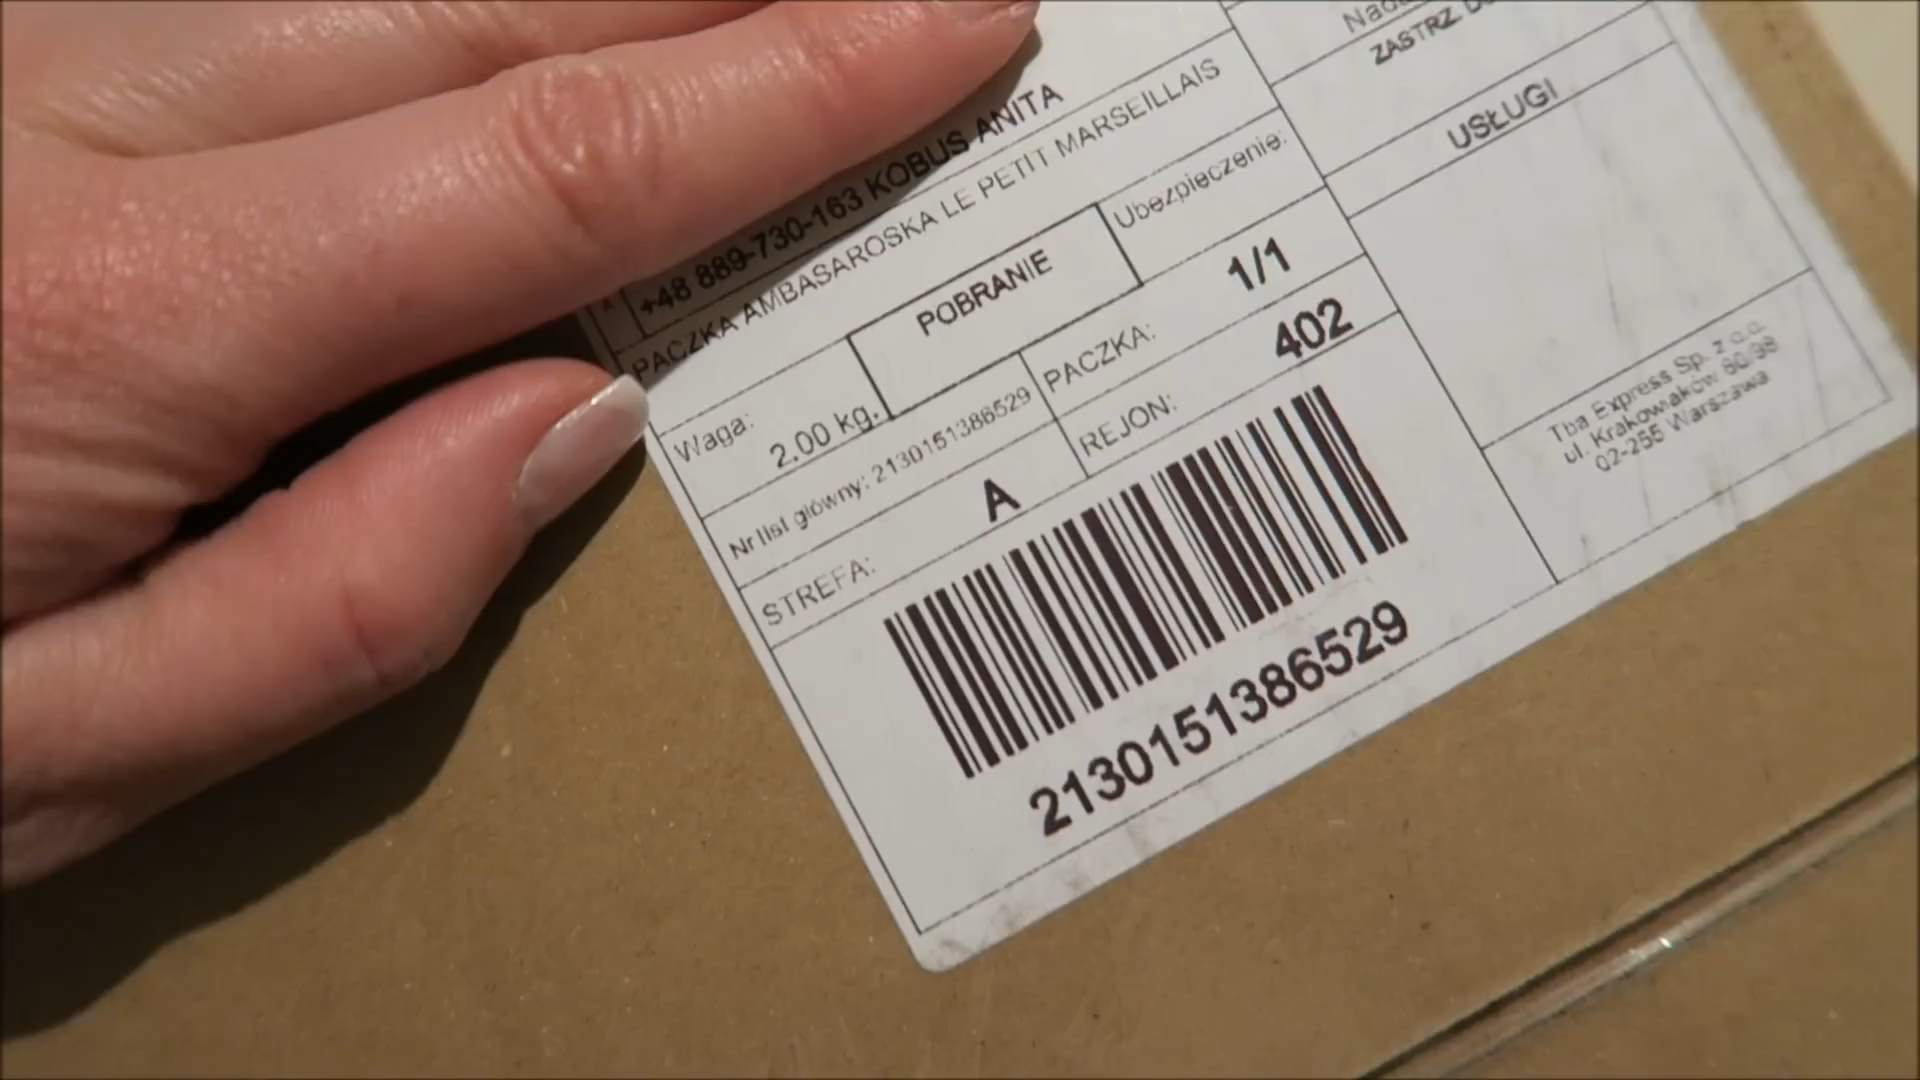 +48 889-730-163 KOBUS ANITA
PACZKA AMBASAROSKA LE PETIT MARSEILLAIS
Waga:
2.00 kg.
POBRANIE
Ubezpieczenie:
Nr list główny: 2130151386529
PACZKA:
1/1
STREFA:
A
REJON:
402
2130151386529
ZASTRZ
USŁUGI
Tba Express Sp. z o.o.
ul. Krakowiaków 80/98
02-255 Warszawa